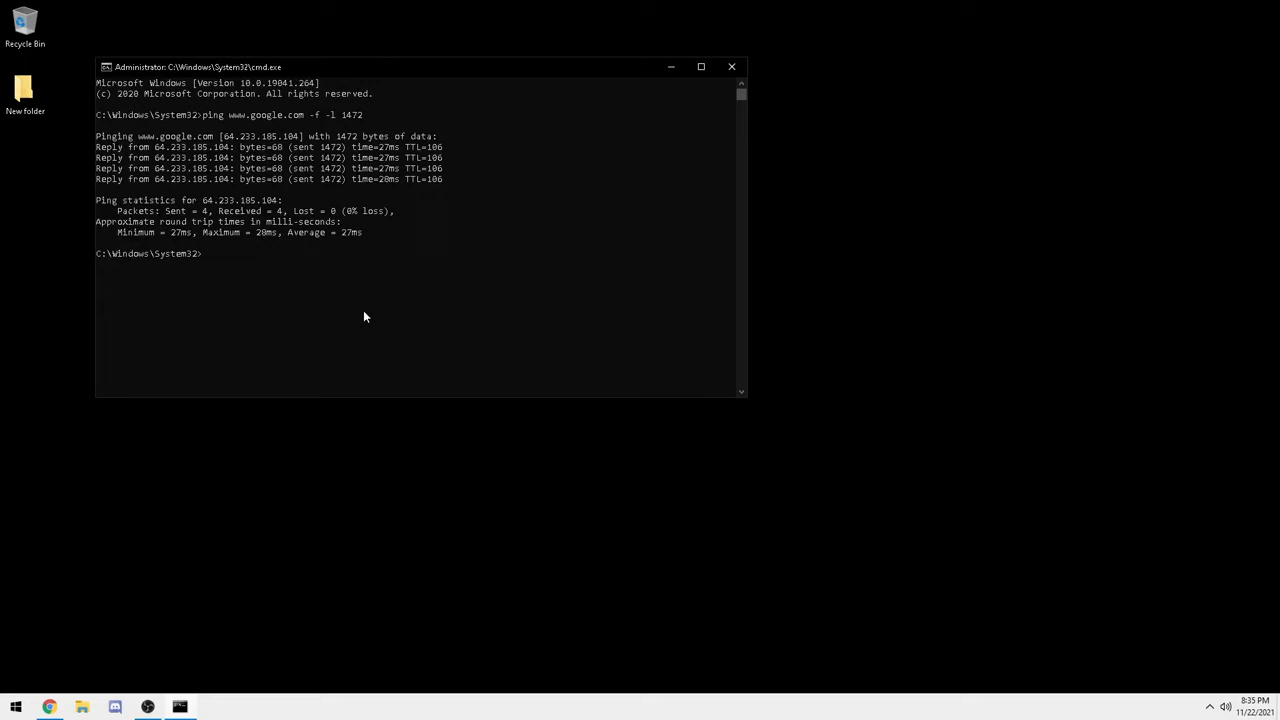 Recycle Bin
New folder
Administrator: C:\Windows\System32\cmd.exe
Microsoft Windows [Version 10.0.19041.264]
(c) 2020 Microsoft Corporation. All rights reserved.
C:\Windows\System32>ping www.google.com -f -l 1472
Pinging www.google.com [64.233.185.104] with 1472 bytes of data:
Reply from 64.233.185.104: bytes=68 (sent 1472) time=27ms TTL=106
Reply from 64.233.185.104: bytes=68 (sent 1472) time=27ms TTL=106
Reply from 64.233.185.104: bytes=68 (sent 1472) time=27ms TTL=106
Reply from 64.233.185.104: bytes=68 (sent 1472) time=28ms TTL=106
Ping statistics for 64.233.185.104:
Packets: Sent = 4, Received = 4, Lost = 0 (0% loss),
Approximate round trip times in milli-seconds:
Minimum = 27ms, Maximum = 28ms, Average = 27ms
C:\Windows\System32>
8:35 PM
11/22/2021